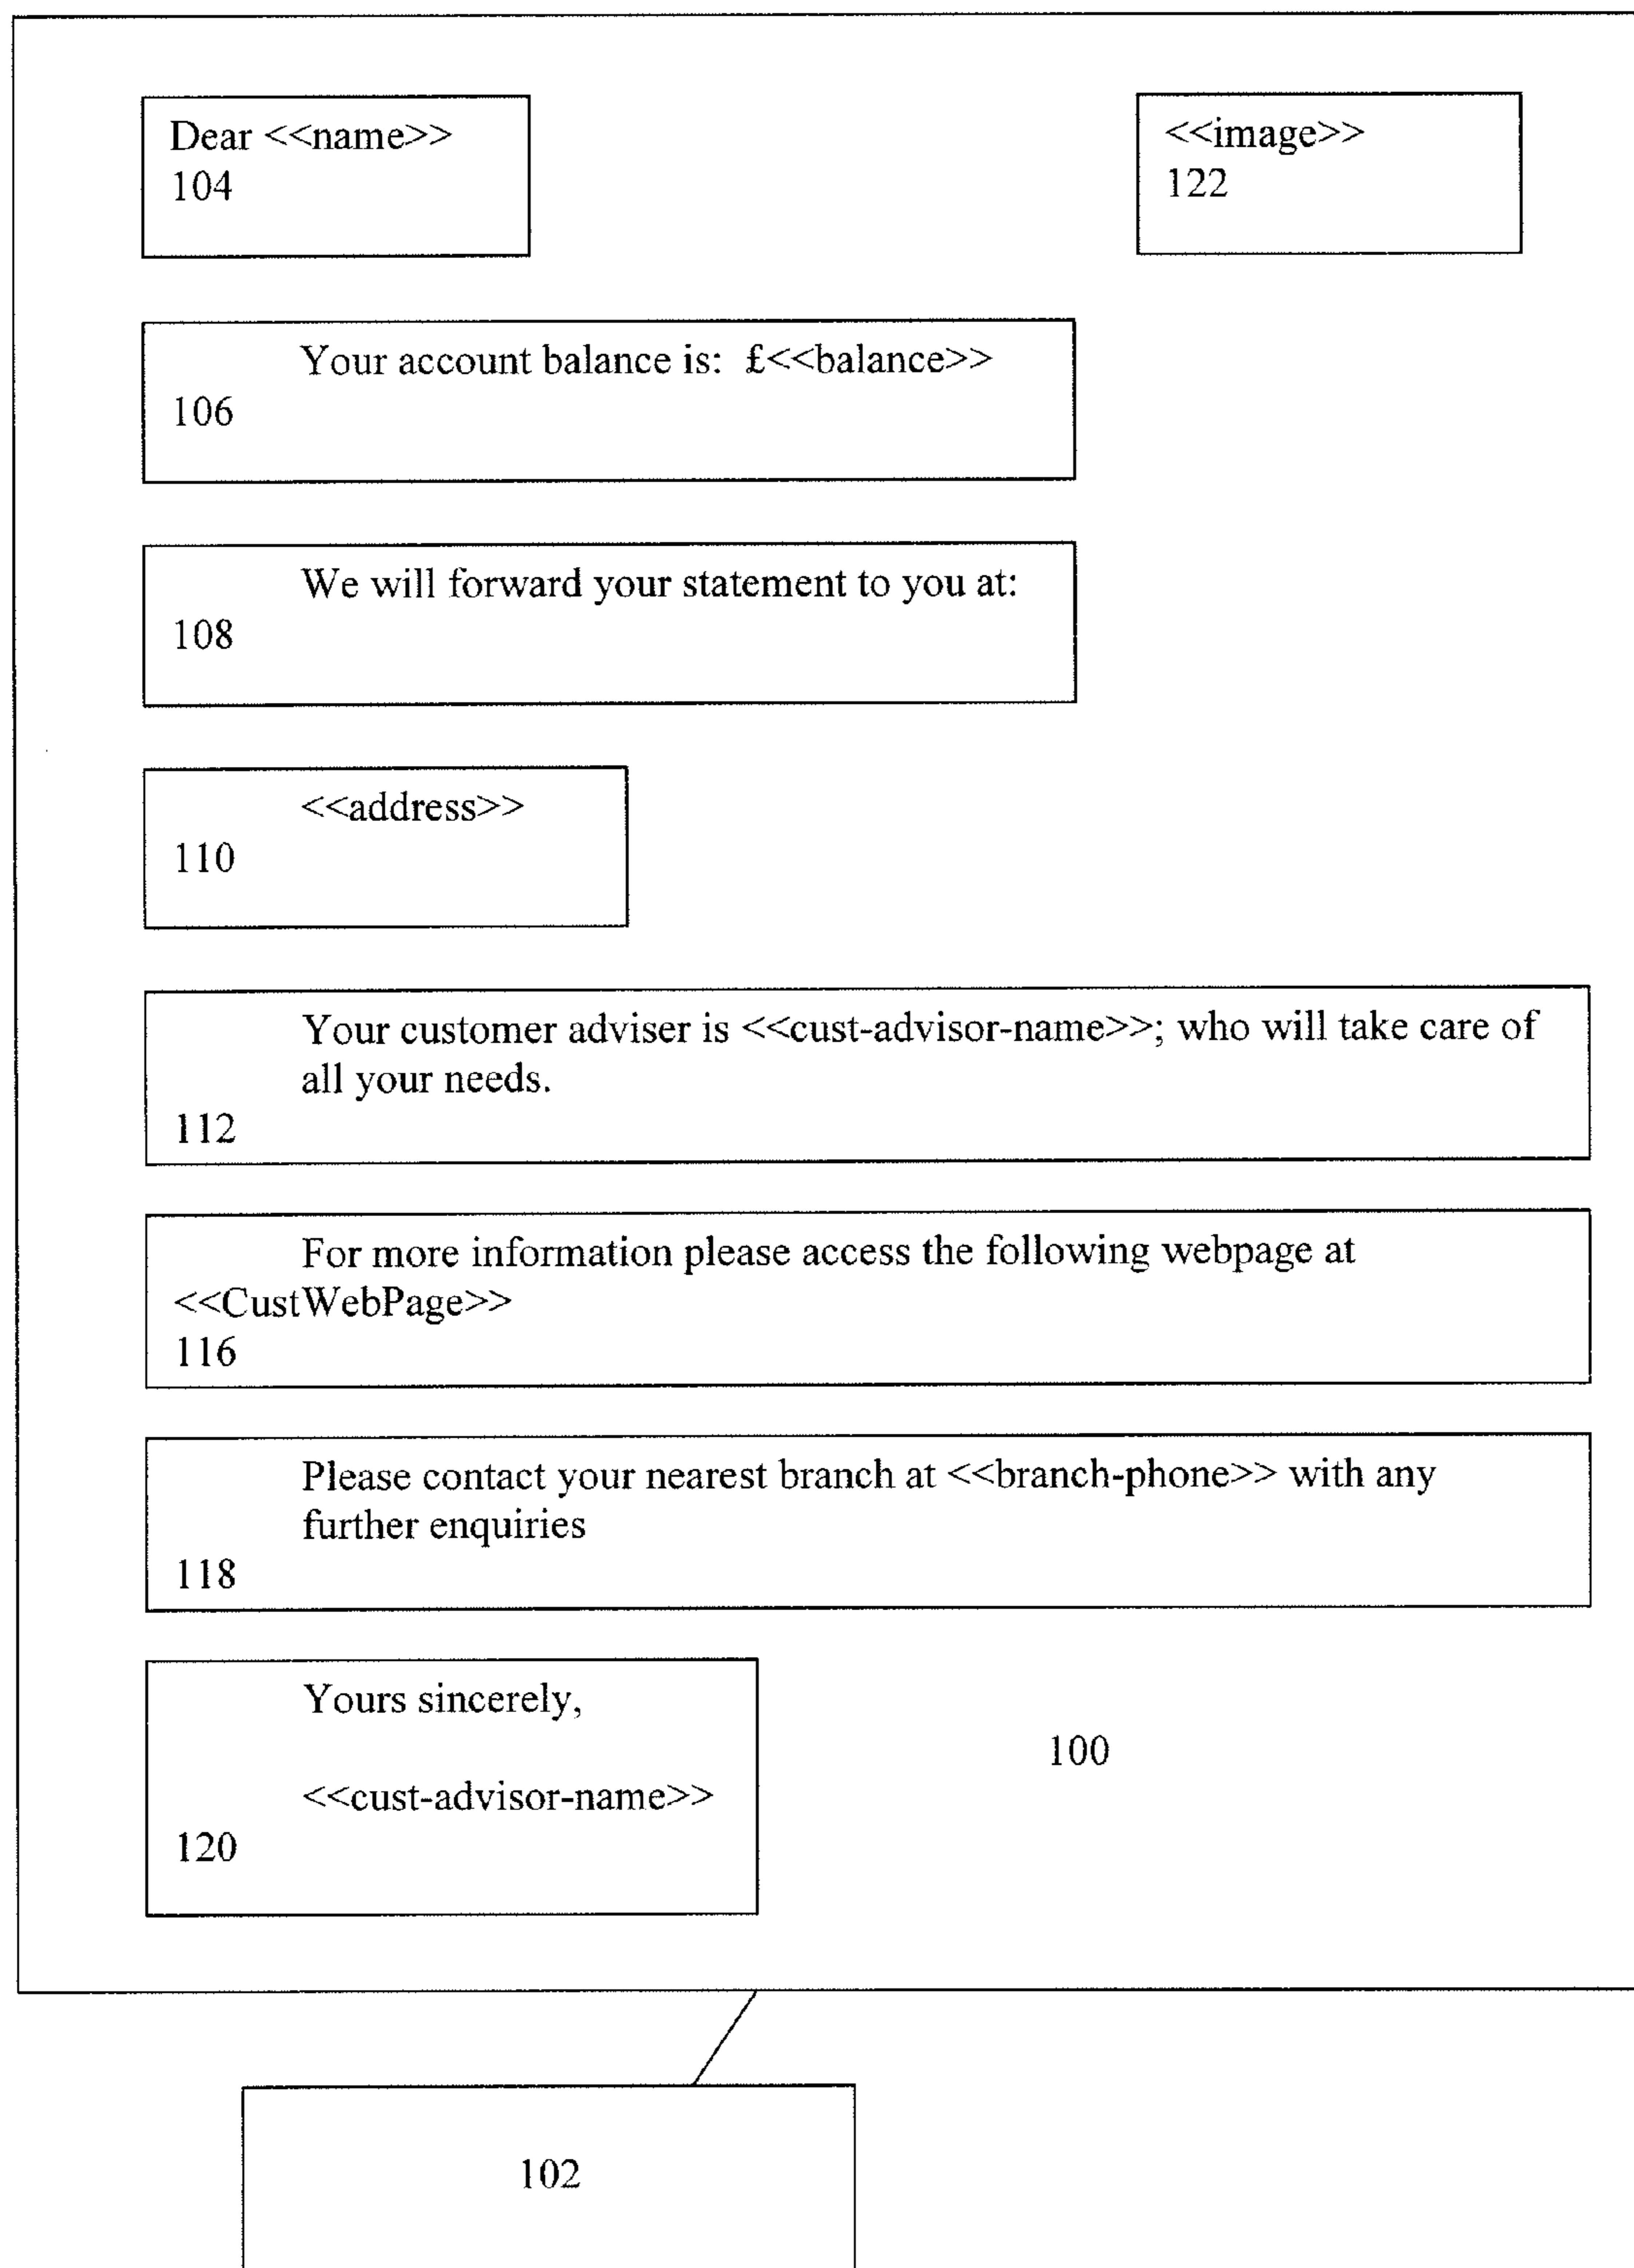 Dear <<name>>
104
<<image>>
122
Your account balance is: £<<balance>>
106
We will forward your statement to you at:
108
<<address>>
110
Your customer adviser is <<cust-advisor-name>>; who will take care of
all your needs.
112
For more information please access the following webpage at
<<CustWebPage>>
116
Please contact your nearest branch at <<branch-phone>> with any
further enquiries
118
Yours sincerely,
<<cust-advisor-name>>
120
100
102